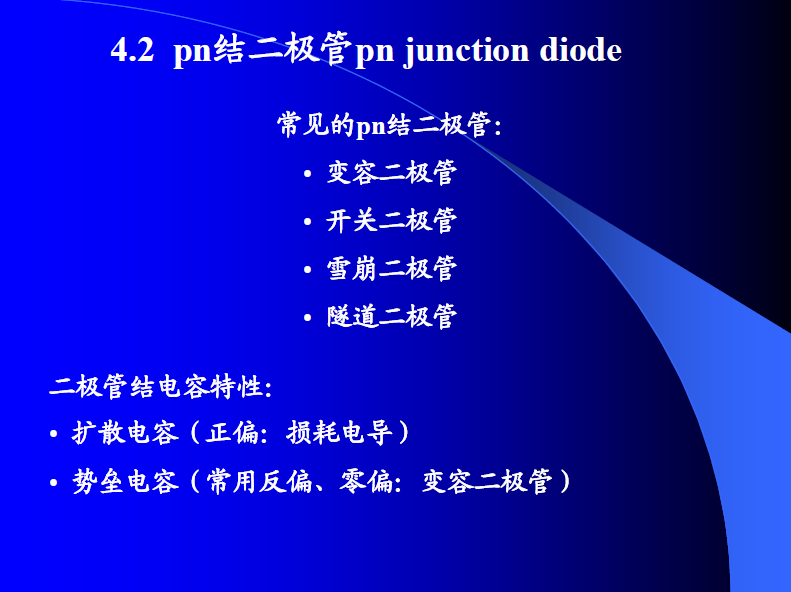 4.2 pn结二极管pn junction diode
常见的pn结二极管：
• 变容二极管
• 开关二极管
• 雪崩二极管
• 隧道二极管
二极管结电容特性：
• 扩散电容（正偏：损耗电导）
• 势垒电容（常用反偏、零偏：变容二极管）